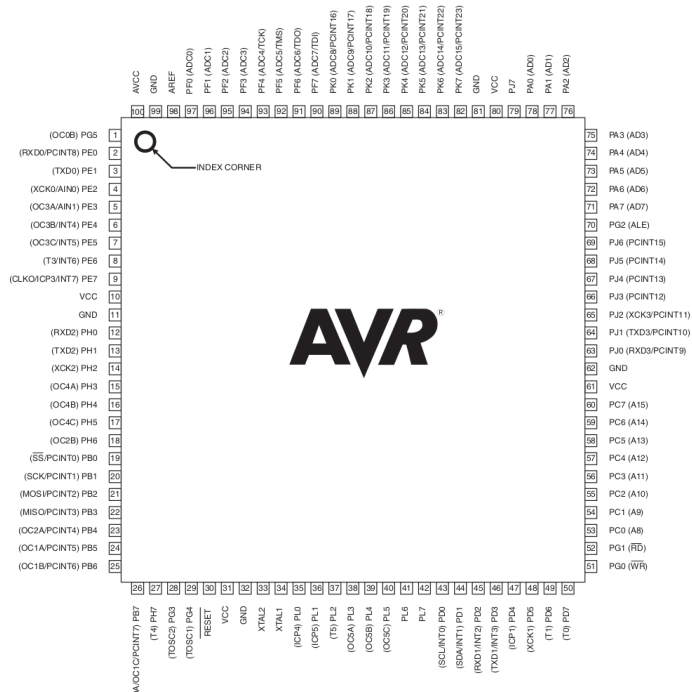 AVCC
GND
AREF
PF0 (ADC0)
PF1 (ADC1)
PF2 (ADC2)
PF3 (ADC3)
PF4 (ADC4/TCK)
PF5 (ADC5/TMS)
PF6 (ADC6/TDO)
PF7 (ADC7/TDI)
PK0 (ADC8/PCINT16)
PK1 (ADC9/PCINT17)
PK2 (ADC10/PCINT18)
PK3 (ADC11/PCINT19)
PK4 (ADC12/PCINT20)
PK5 (ADC13/PCINT21)
PK6 (ADC14/PCINT22)
PK7 (ADC15/PCINT23)
GND
VCC
PJ7
PA0 (AD0)
PA1 (AD1)
PA2 (AD2)
100 99 98 97 96 95 94 93 92 91 90 89 88 87 86 85 84 83 82 81 80 79 78 77 76
(OC0B) PG5 1
(RXD0/PCINT8) PE0 2
(TXD0) PE1 3
(XCK0/AIN0) PE2 4
(OC3A/AIN1) PE3 5
(OC3B/INT4) PE4 6
(OC3C/INT5) PE5 7
(T3/INT6) PE6 8
(CLKO/ICP3/INT7) PE7 9
VCC 10
GND 11
(RXD2) PH0 12
(TXD2) PH1 13
(XCK2) PH2 14
(OC4A) PH3 15
(OC4B) PH4 16
(OC4C) PH5 17
(OC2B) PH6 18
(SS/PCINT0) PB0 19
(SCK/PCINT1) PB1 20
(MOSI/PCINT2) PB2 21
(MISO/PCINT3) PB3 22
(OC2A/PCINT4) PB4 23
(OC1A/PCINT5) PB5 24
(OC1B/PCINT6) PB6 25
INDEX CORNER
AVR®
75 PA3 (AD3)
74 PA4 (AD4)
73 PA5 (AD5)
72 PA6 (AD6)
71 PA7 (AD7)
70 PG2 (ALE)
69 PJ6 (PCINT15)
68 PJ5 (PCINT14)
67 PJ4 (PCINT13)
66 PJ3 (PCINT12)
65 PJ2 (XCK3/PCINT11)
64 PJ1 (TXD3/PCINT10)
63 PJ0 (RXD3/PCINT9)
62 GND
61 VCC
60 PC7 (A15)
59 PC6 (A14)
58 PC5 (A13)
57 PC4 (A12)
56 PC3 (A11)
55 PC2 (A10)
54 PC1 (A9)
53 PC0 (A8)
52 PG1 (RD)
51 PG0 (WR)
26 27 28 29 30 31 32 33 34 35 36 37 38 39 40 41 42 43 44 45 46 47 48 49 50
A/OC1C/PCINT7) PB7
(T4) PH7
(TOSC2) PG3
(TOSC1) PG4
RESET
VCC
GND
XTAL2
XTAL1
(ICP4) PL0
(ICP5) PL1
(T5) PL2
(OC5A) PL3
(OC5B) PL4
(OC5C) PL5
PL6
PL7
(SCL/INT0) PD0
(SDA/INT1) PD1
(RXD1/INT2) PD2
(TXD1/INT3) PD3
(ICP1) PD4
(XCK1) PD5
(T1) PD6
(T0) PD7